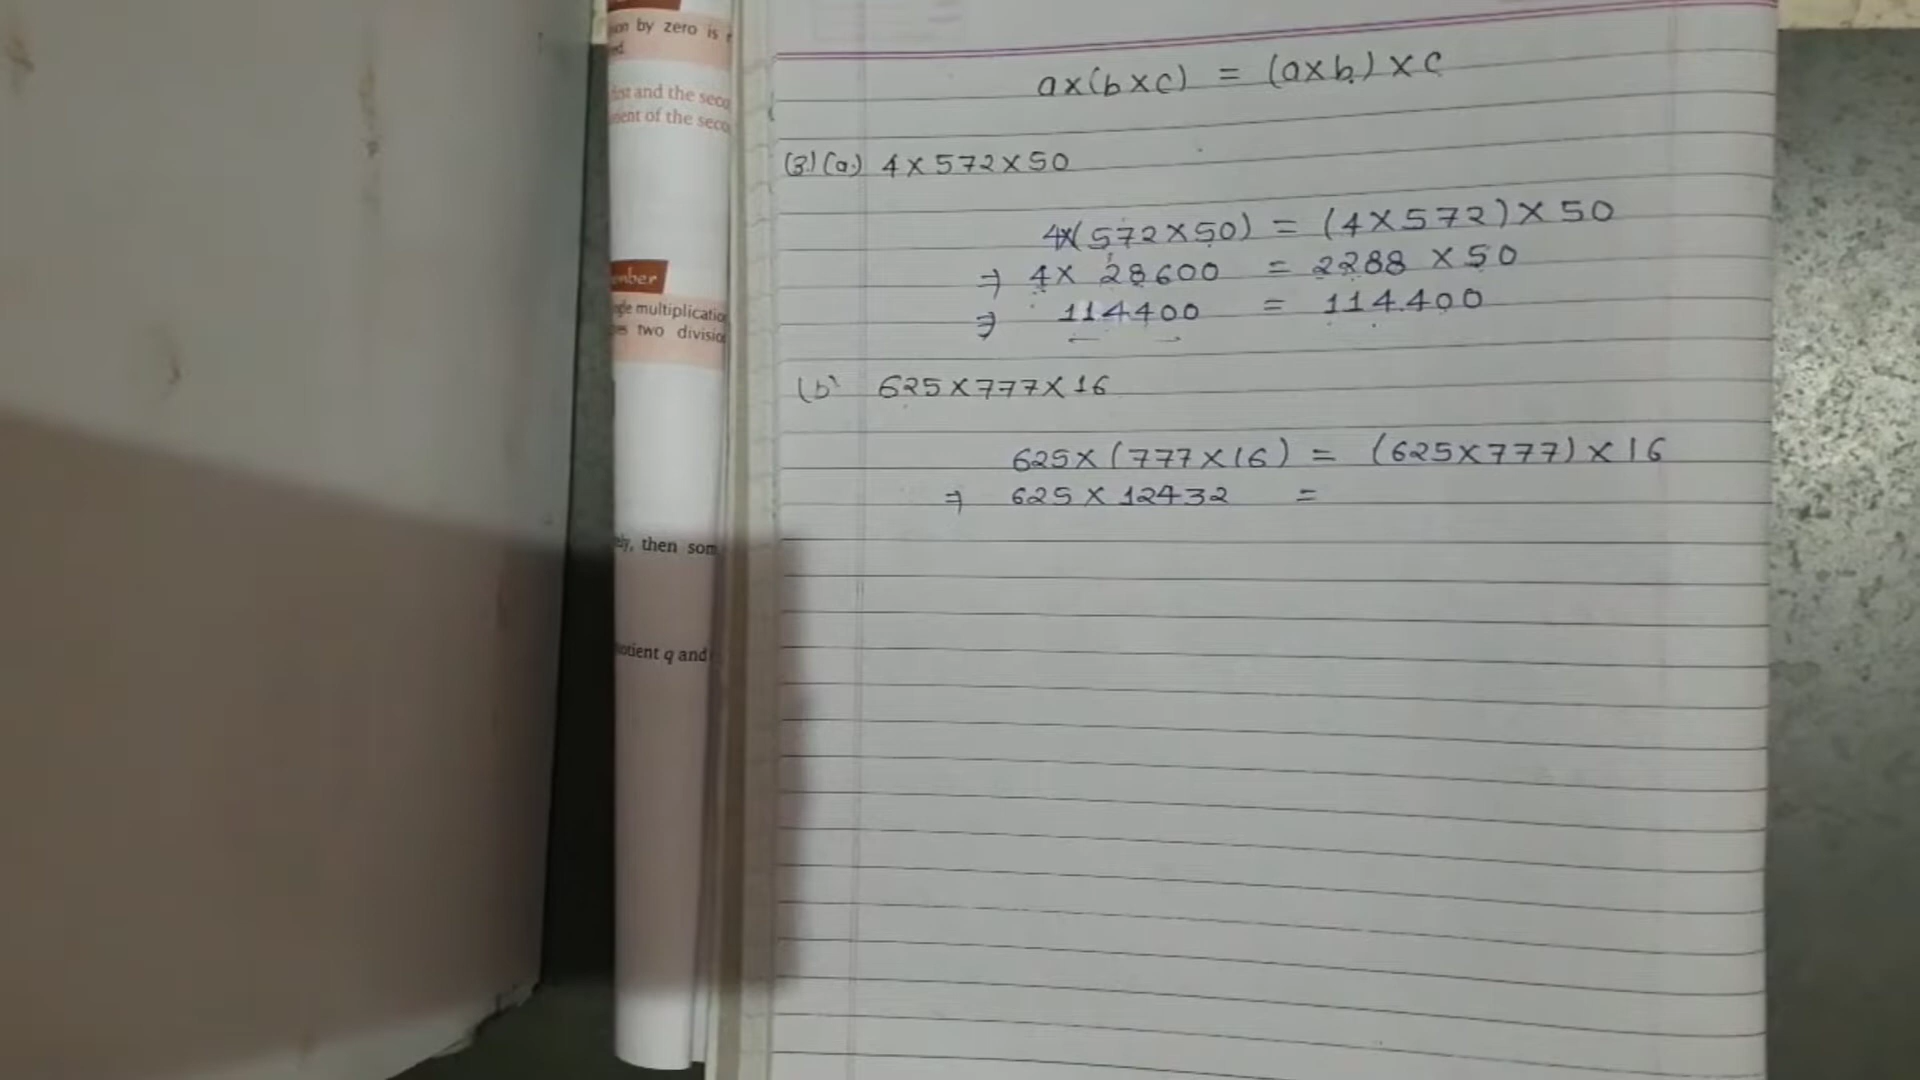 by zero is
and the seco
of the seco
multiplicatio
two divisio
then som
q and
a×(b×c) = (a×b)×c
(3.) (a.) 4×572×50
4×(572×50) = (4×572)×50
⇒ 4× 28600 = 2288 ×50
⇒ 114400 = 114400
(b) 625×777×16
625×(777×16) = (625×777)×16
⇒ 625×12432 =